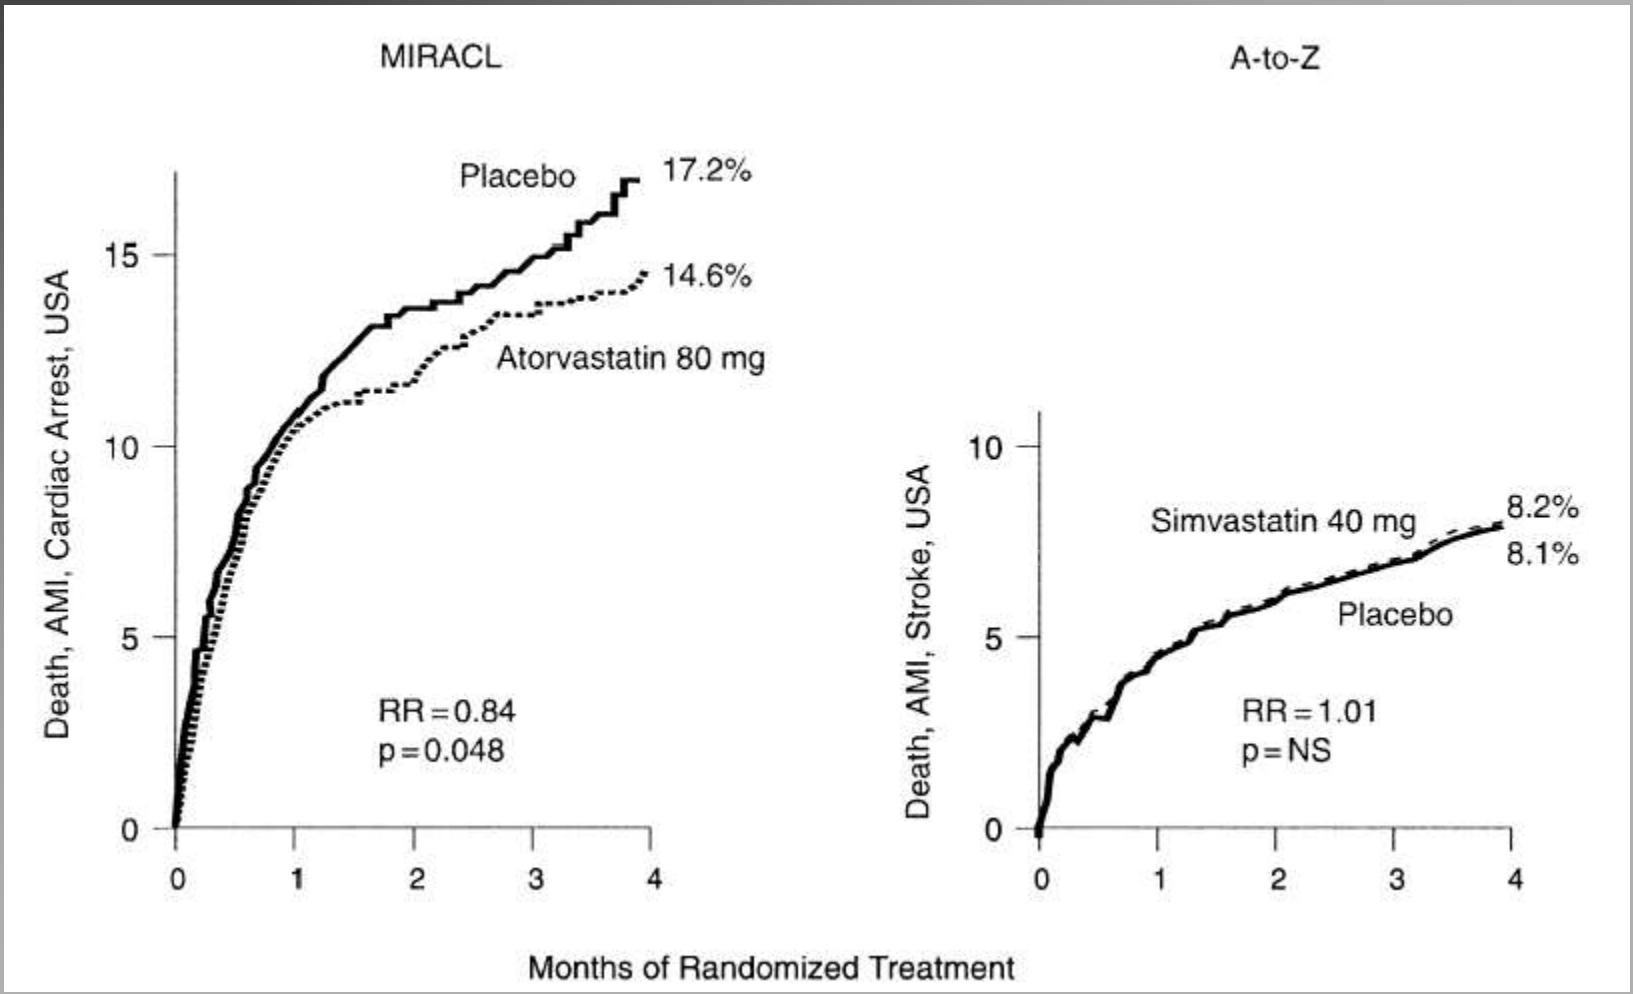 MIRACL
Death, AMI, Cardiac Arrest, USA
15
10
5
0
Placebo
17.2%
14.6%
Atorvastatin 80 mg
RR=0.84
p=0.048
0 1 2 3 4
A-to-Z
Death, AMI, Stroke, USA
10
5
0
Simvastatin 40 mg
8.2%
8.1%
Placebo
RR=1.01
p=NS
0 1 2 3 4
Months of Randomized Treatment